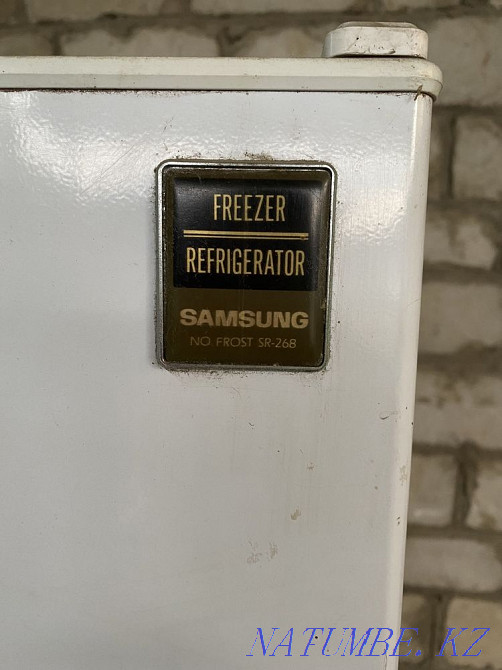 FREEZER
REFRIGERATOR
SAMSUNG
NO FROST SR-268
NATUMBE.KZ